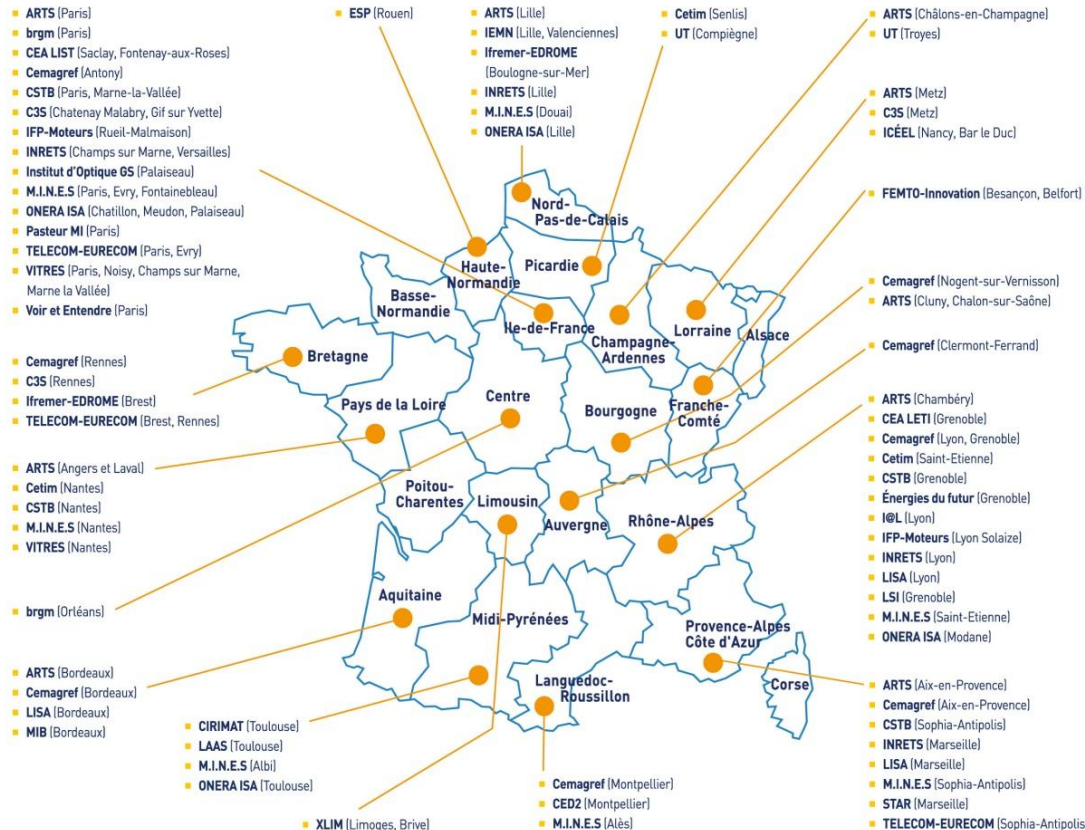 ARTS (Paris)
brgm (Paris)
CEA LIST (Saclay, Fontenay-aux-Roses)
Cemagref (Antony)
CSTB (Paris, Marne-la-Vallée)
C3S (Chatenay Malabry, Gif sur Yvette)
IFP-Moteurs (Rueil-Malmaison)
INRETS (Champs sur Marne, Versailles)
Institut d'Optique GS (Palaiseau)
M.I.N.E.S (Paris, Evry, Fontainebleau)
ONERA ISA (Chatillon, Meudon, Palaiseau)
Pasteur MI (Paris)
TELECOM-EURECOM (Paris, Evry)
VITRES (Paris, Noisy, Champs sur Marne,
Marne la Vallée)
Voir et Entendre (Paris)
ESP (Rouen)
ARTS (Lille)
IEMN (Lille, Valenciennes)
Ifremer-EDROME
(Boulogne-sur-Mer)
INRETS (Lille)
M.I.N.E.S (Douai)
ONERA ISA (Lille)
Cetim (Senlis)
UT (Compiègne)
ARTS (Châlons-en-Champagne)
UT (Troyes)
ARTS (Metz)
C3S (Metz)
ICÉEL (Nancy, Bar le Duc)
FEMTO-Innovation (Besançon, Belfort)
Cemagref (Nogent-sur-Vernisson)
ARTS (Cluny, Chalon-sur-Saône)
Cemagref (Clermont-Ferrand)
Nord-
Pas-de-Calais
Haute-
Normandie
Picardie
Basse-
Normandie
Ile-de-France
Champagne-
Ardennes
Lorraine
Alsace
Bretagne
Pays de la Loire
Centre
Bourgogne
Franche-
Comté
Poitou-
Charentes
Limousin
Auvergne
Rhône-Alpes
Aquitaine
Midi-Pyrénées
Languedoc-
Roussillon
Provence-Alpes
Côte d'Azur
Corse
Cemagref (Rennes)
C3S (Rennes)
Ifremer-EDROME (Brest)
TELECOM-EURECOM (Brest, Rennes)
ARTS (Angers et Laval)
Cetim (Nantes)
CSTB (Nantes)
M.I.N.E.S (Nantes)
VITRES (Nantes)
brgm (Orléans)
ARTS (Bordeaux)
Cemagref (Bordeaux)
LISA (Bordeaux)
MIB (Bordeaux)
CIRIMAT (Toulouse)
LAAS (Toulouse)
M.I.N.E.S (Albi)
ONERA ISA (Toulouse)
XLIM (Limoges, Brive)
Cemagref (Montpellier)
CED2 (Montpellier)
M.I.N.E.S (Alès)
ARTS (Chambéry)
CEA LETI (Grenoble)
Cemagref (Lyon, Grenoble)
Cetim (Saint-Etienne)
CSTB (Grenoble)
Énergies du futur (Grenoble)
I@L (Lyon)
IFP-Moteurs (Lyon Solaize)
INRETS (Lyon)
LISA (Lyon)
LSI (Grenoble)
M.I.N.E.S (Saint-Etienne)
ONERA ISA (Modane)
ARTS (Aix-en-Provence)
Cemagref (Aix-en-Provence)
CSTB (Sophia-Antipolis)
INRETS (Marseille)
LISA (Marseille)
M.I.N.E.S (Sophia-Antipolis)
STAR (Marseille)
TELECOM-EURECOM (Sophia-Antipolis